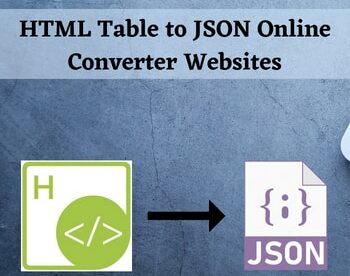 HTML Table to JSON Online
Converter Websites
H
</>
{;}
JSON